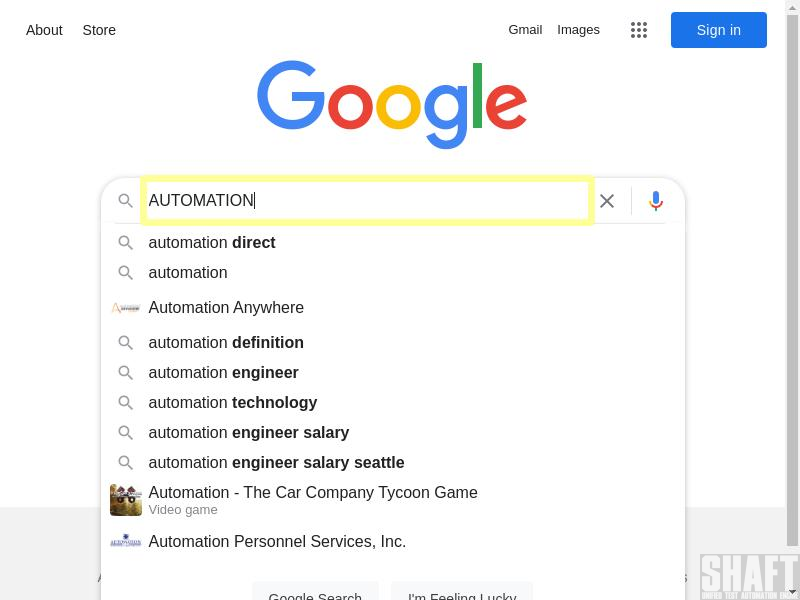 About Store Gmail Images Sign in
Google
AUTOMATION
automation direct
automation
Automation Anywhere
automation definition
automation engineer
automation technology
automation engineer salary
automation engineer salary seattle
Automation - The Car Company Tycoon Game
Video game
Automation Personnel Services, Inc.
Google Search I'm Feeling Lucky
SHAFT